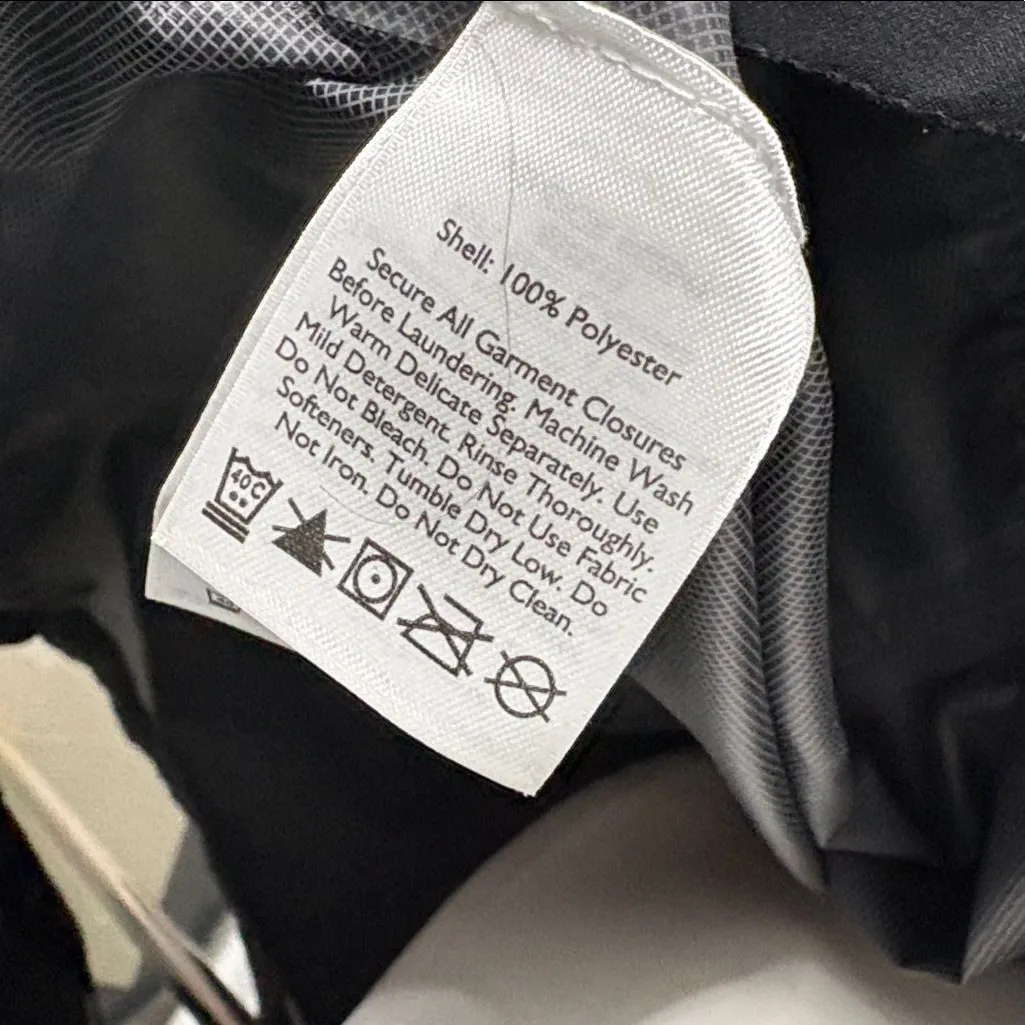 Shell: 100% Polyester
Secure All Garment Closures
Before Laundering. Machine Wash
Warm Delicate Separately. Use
Mild Detergent. Rinse Thoroughly.
Do Not Bleach. Do Not Use Fabric
Softeners. Tumble Dry Low. Do
Not Iron. Do Not Dry Clean.
40C